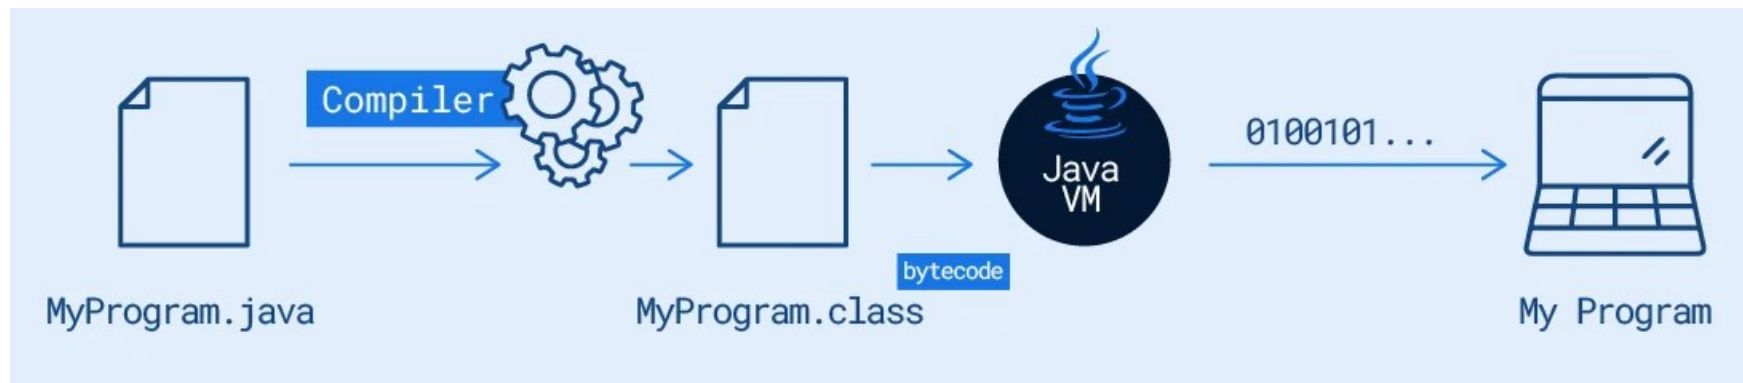 Compiler
0100101...
Java
VM
bytecode
MyProgram.java
MyProgram.class
My Program